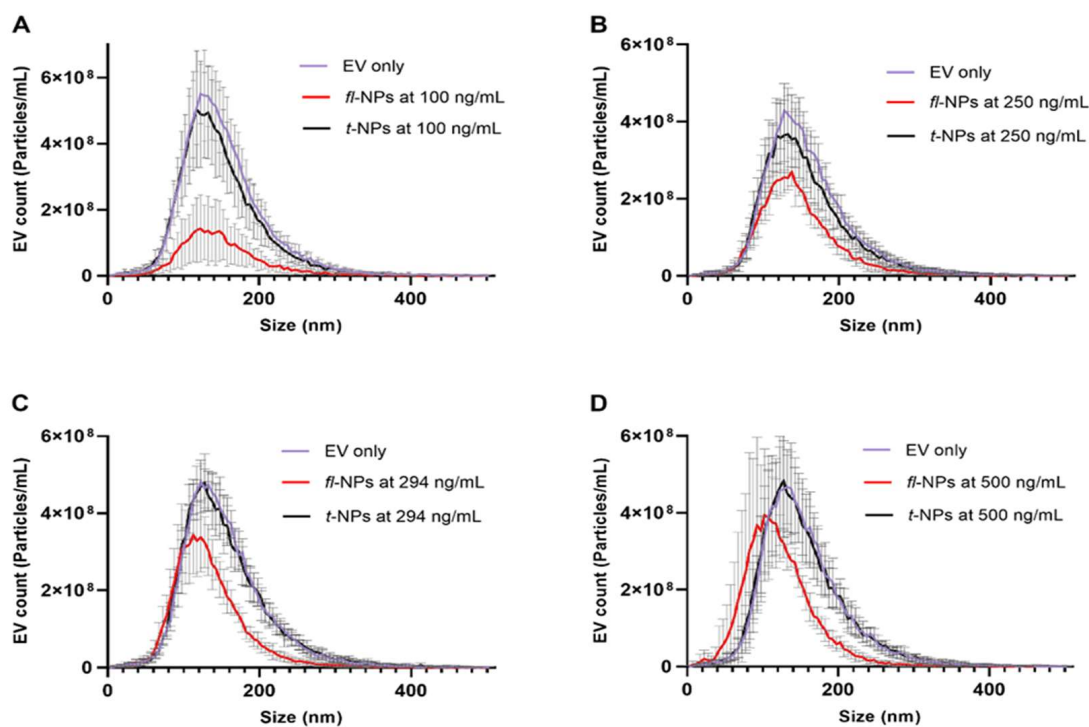 A
EV count (Particles/mL)
6×10⁸
4×10⁸
2×10⁸
0
0 200 400
Size (nm)
EV only
fl-NPs at 100 ng/mL
t-NPs at 100 ng/mL
B
EV count (Particles/mL)
6×10⁸
4×10⁸
2×10⁸
0
0 200 400
Size (nm)
EV only
fl-NPs at 250 ng/mL
t-NPs at 250 ng/mL
C
EV count (Particles/mL)
6×10⁸
4×10⁸
2×10⁸
0
0 200 400
Size (nm)
EV only
fl-NPs at 294 ng/mL
t-NPs at 294 ng/mL
D
EV count (Particles/mL)
6×10⁸
4×10⁸
2×10⁸
0
0 200 400
Size (nm)
EV only
fl-NPs at 500 ng/mL
t-NPs at 500 ng/mL